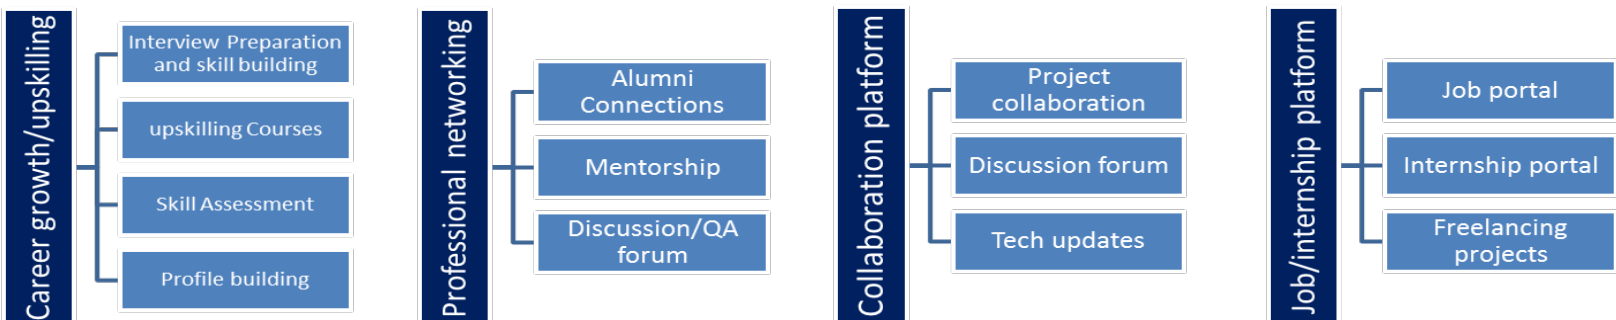 Career growth/upskilling
Interview Preparation
and skill building
upskilling Courses
Skill Assessment
Profile building
Professional networking
Alumni
Connections
Mentorship
Discussion/QA
forum
Collaboration platform
Project
collaboration
Discussion forum
Tech updates
Job/internship platform
Job portal
Internship portal
Freelancing
projects